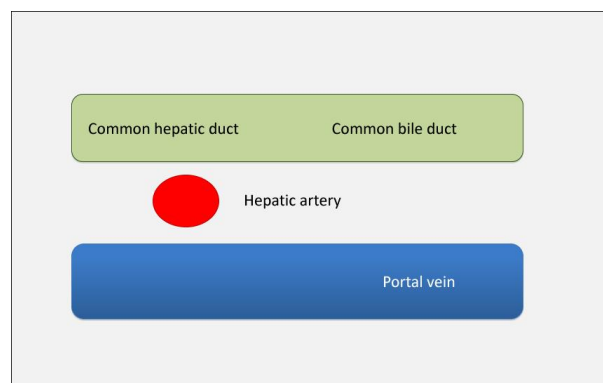 Common hepatic duct
Common bile duct
Hepatic artery
Portal vein